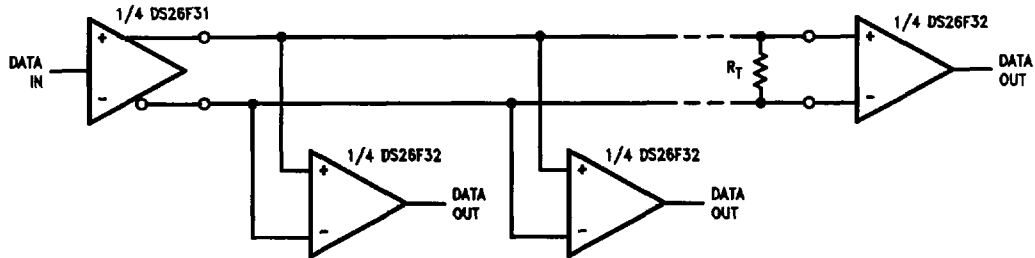 1/4 DS26F31
1/4 DS26F32
+
+
DATA
IN
R_T
DATA
OUT
-
-
1/4 DS26F32
1/4 DS26F32
+
+
DATA
OUT
DATA
OUT
-
-